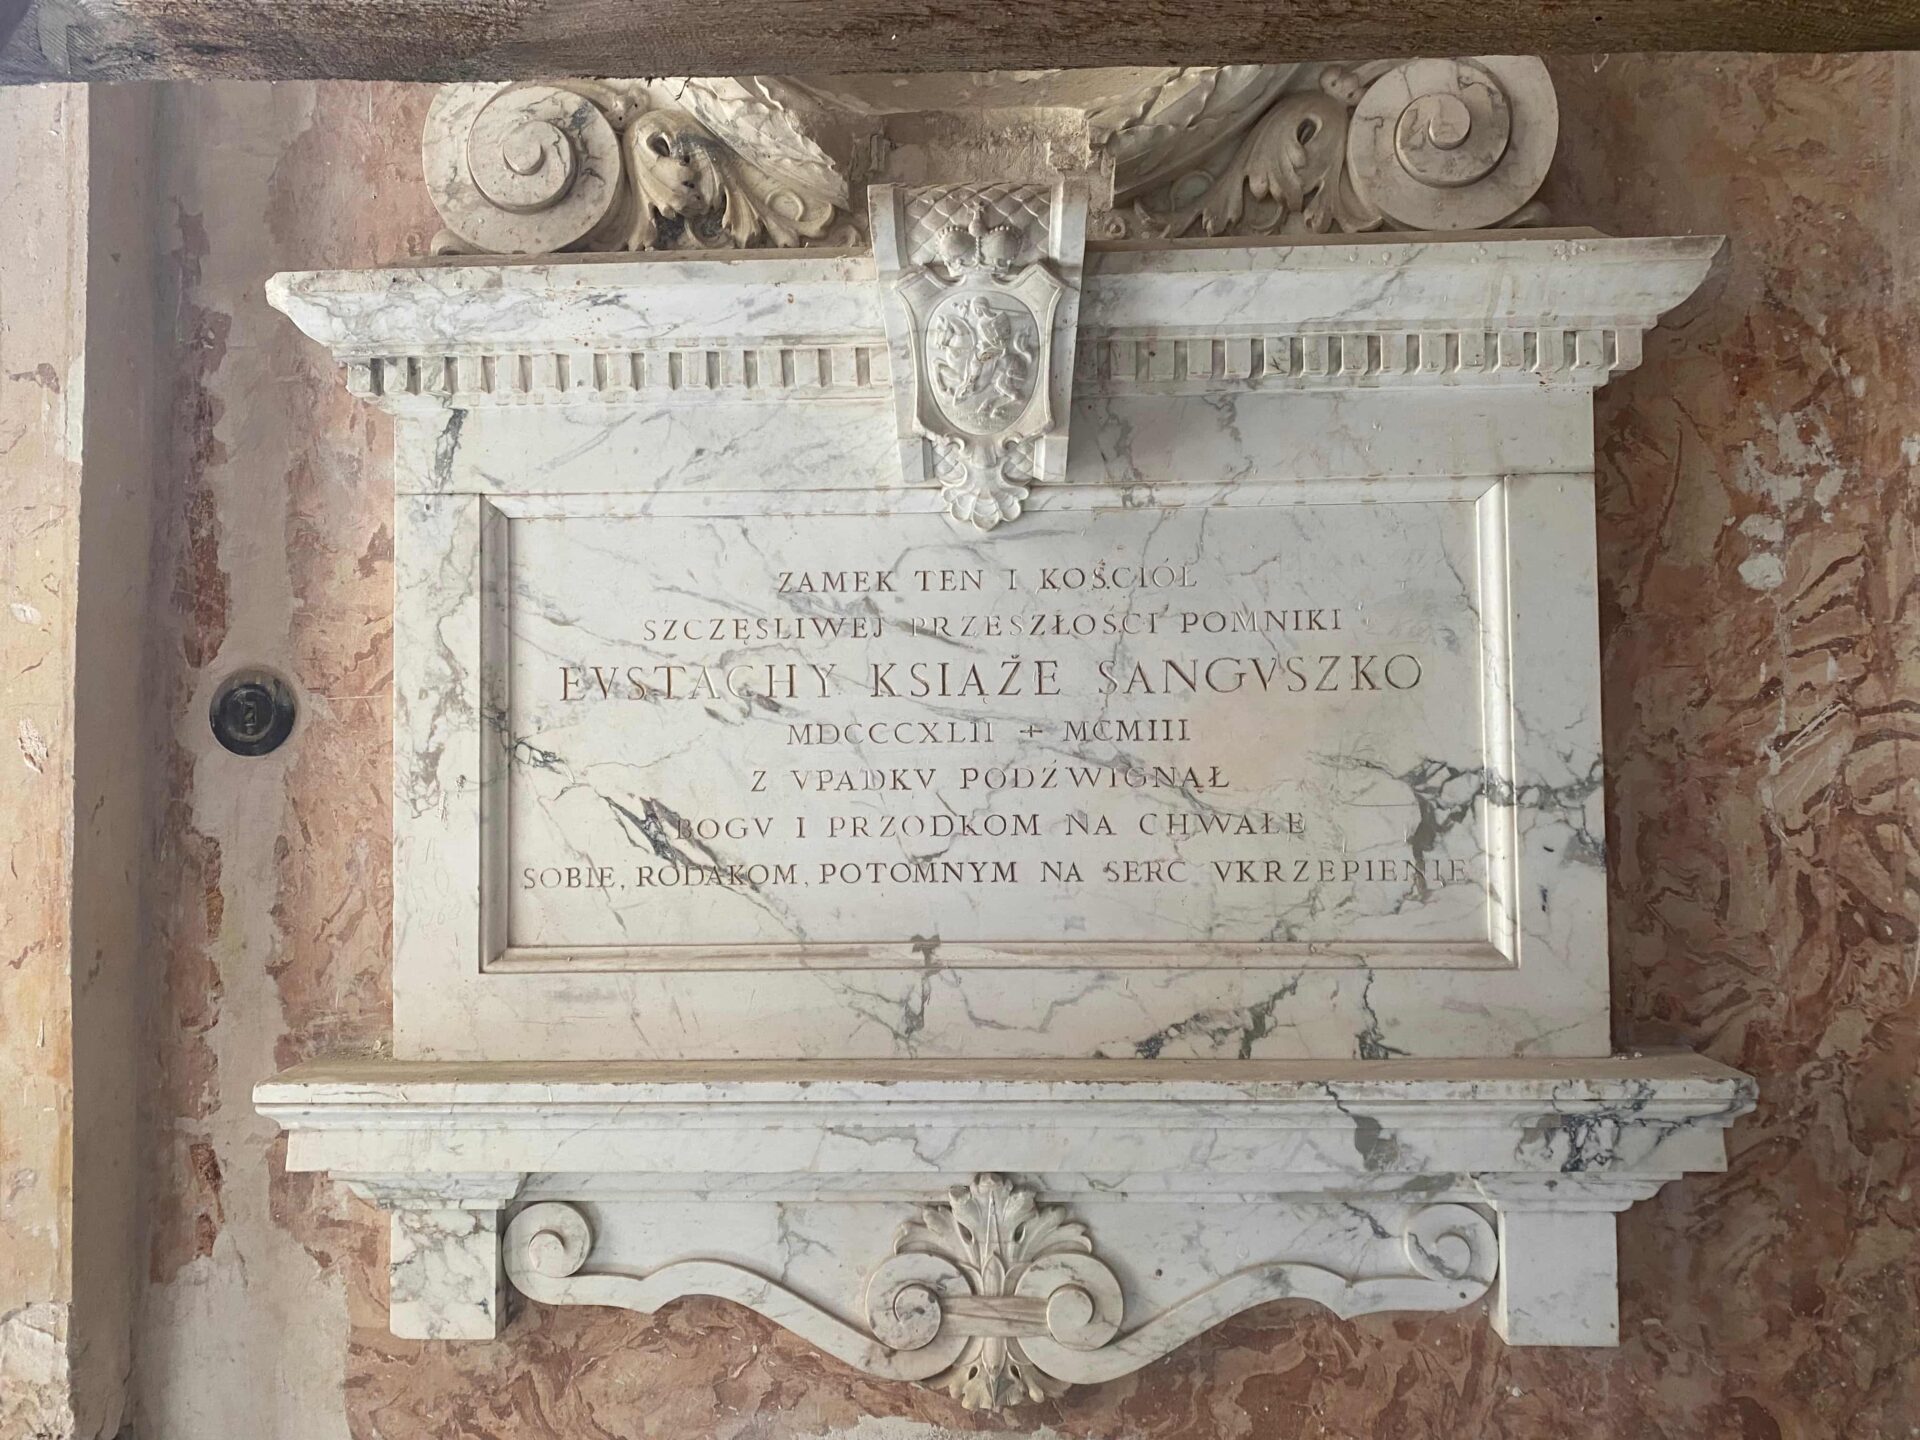 ZAMEK TEN I KOŚCIÓŁ
SZCZĘSLIWEJ PRZESZŁOŚCI POMNIKI
EVSTACHY KSIĄŻE SANGVSZKO
MDCCCXLII + MCMIII
Z VPADKV PODŹWIGNĄŁ
BOGV I PRZODKOM NA CHWAŁE
SOBIE, RODAKOM, POTOMNYM NA SERC VKRZEPIENIE